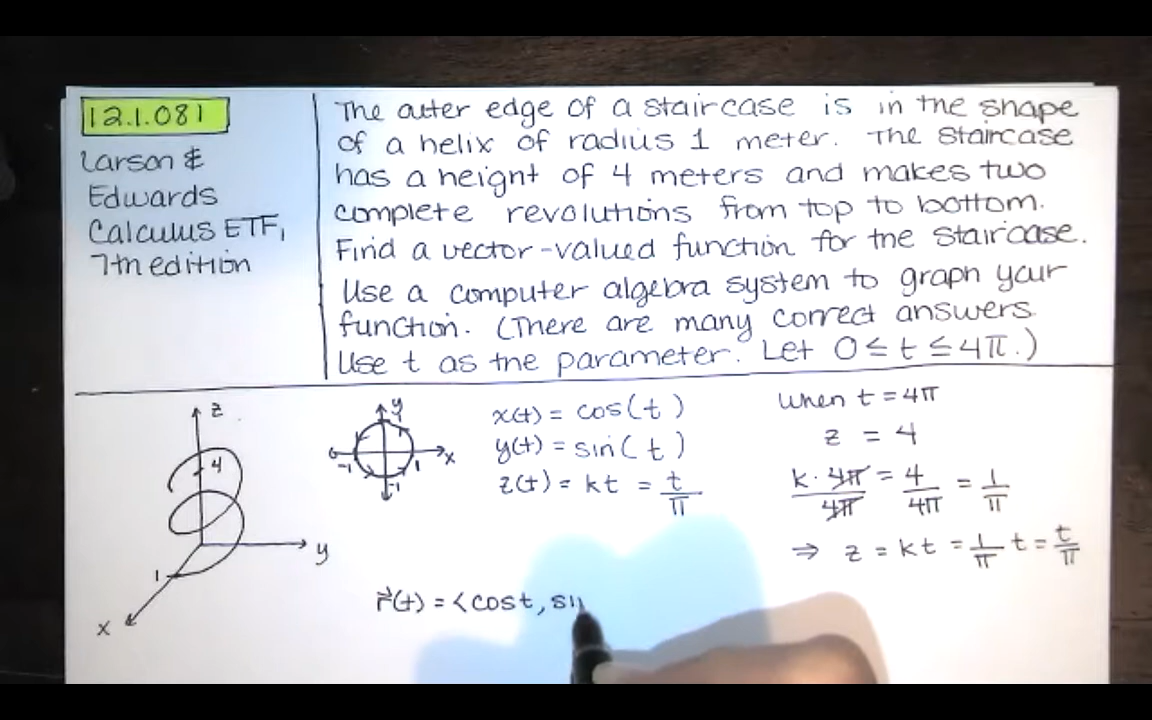 12.1.081
Larson &
Edwards
Calculus ETF,
7th edition
The outer edge of a staircase is in the shape
of a helix of radius 1 meter. The staircase
has a height of 4 meters and makes two
complete revolutions from top to bottom.
Find a vector-valued function for the staircase.
Use a computer algebra system to graph your
function. (There are many correct answers.
Use t as the parameter. Let 0 ≤ t ≤ 4π.)
z
4
y
1
x
y
x
-1
1
-1
x(t) = cos(t)
y(t) = sin(t)
z(t) = kt = t/π
When t = 4π
z = 4
k · 4π/4π = 4/4π = 1/π
⇒ z = kt = 1/π t = t/π
r⃗(t) = ⟨cost, sin